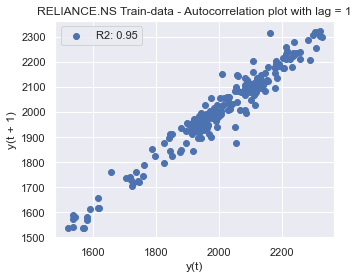 RELIANCE.NS Train-data - Autocorrelation plot with lag = 1
R2: 0.95
2300
2200
2100
2000
1900
1800
1700
1600
1500
y(t + 1)
1600 1800 2000 2200
y(t)